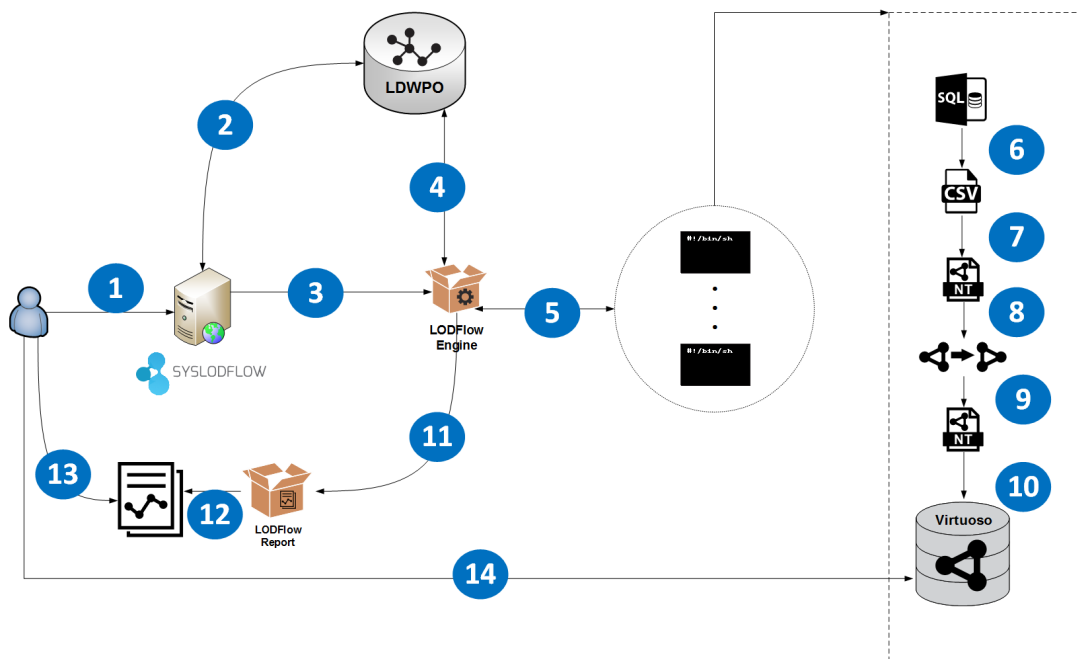 LDWPO
2
SQL
6
4
CSV
7
#!/bin/sh
1
3
NT
8
5
LODFlow
Engine
#!/bin/sh
SYSLODFLOW
9
11
NT
13
10
12
LODFlow
Report
Virtuoso
14